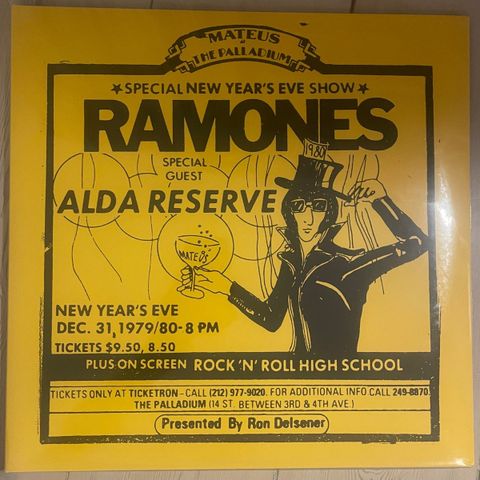 MATEUS
at
THE PALLADIUM
★SPECIAL NEW YEAR'S EVE SHOW★
RAMONES
1980
SPECIAL
GUEST
ALDA RESERVE
MATEÜS
NEW YEAR'S EVE
DEC. 31, 1979/80-8 PM
TICKETS $9.50, 8.50
PLUS ON SCREEN ROCK 'N' ROLL HIGH SCHOOL
TICKETS ONLY AT TICKETRON - CALL (212) 977-9020. FOR ADDITIONAL INFO CALL 249-8870.
THE PALLADIUM (14 ST. BETWEEN 3RD & 4TH AVE.)
Presented By Ron Delsener